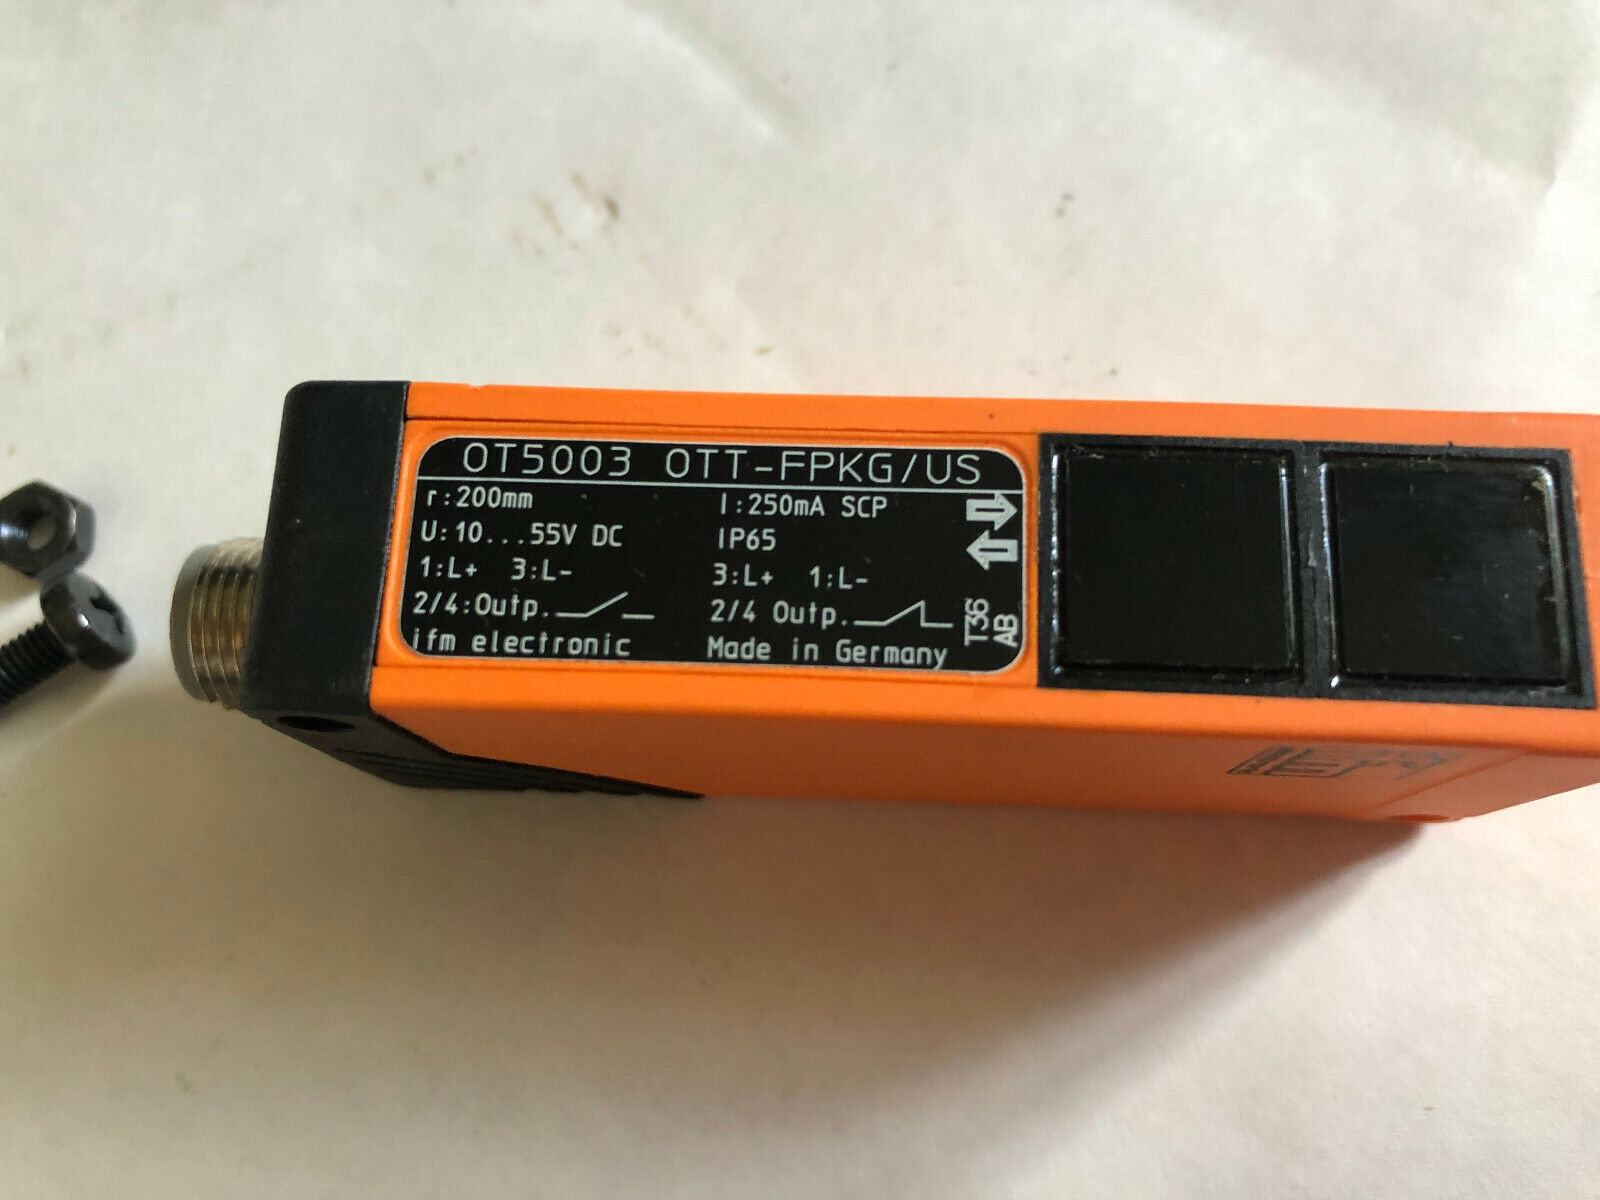 OT5003 OTT-FPKG/US
r:200mm I:250mA SCP
U:10...55V DC IP65
1:L+ 3:L- 3:L+ 1:L-
2/4:Outp. 2/4 Outp.
ifm electronic Made in Germany
T36
AB